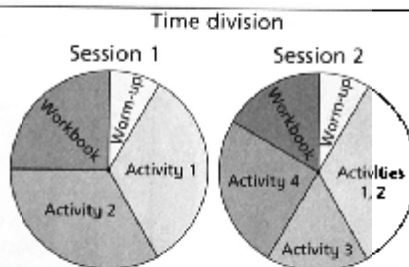 Time division
Session 1
Session 2
Workbook
Warm-up
Activity 1
Activity 2
Workbook
Warm-up
Activities
1, 2
Activity 3
Activity 4